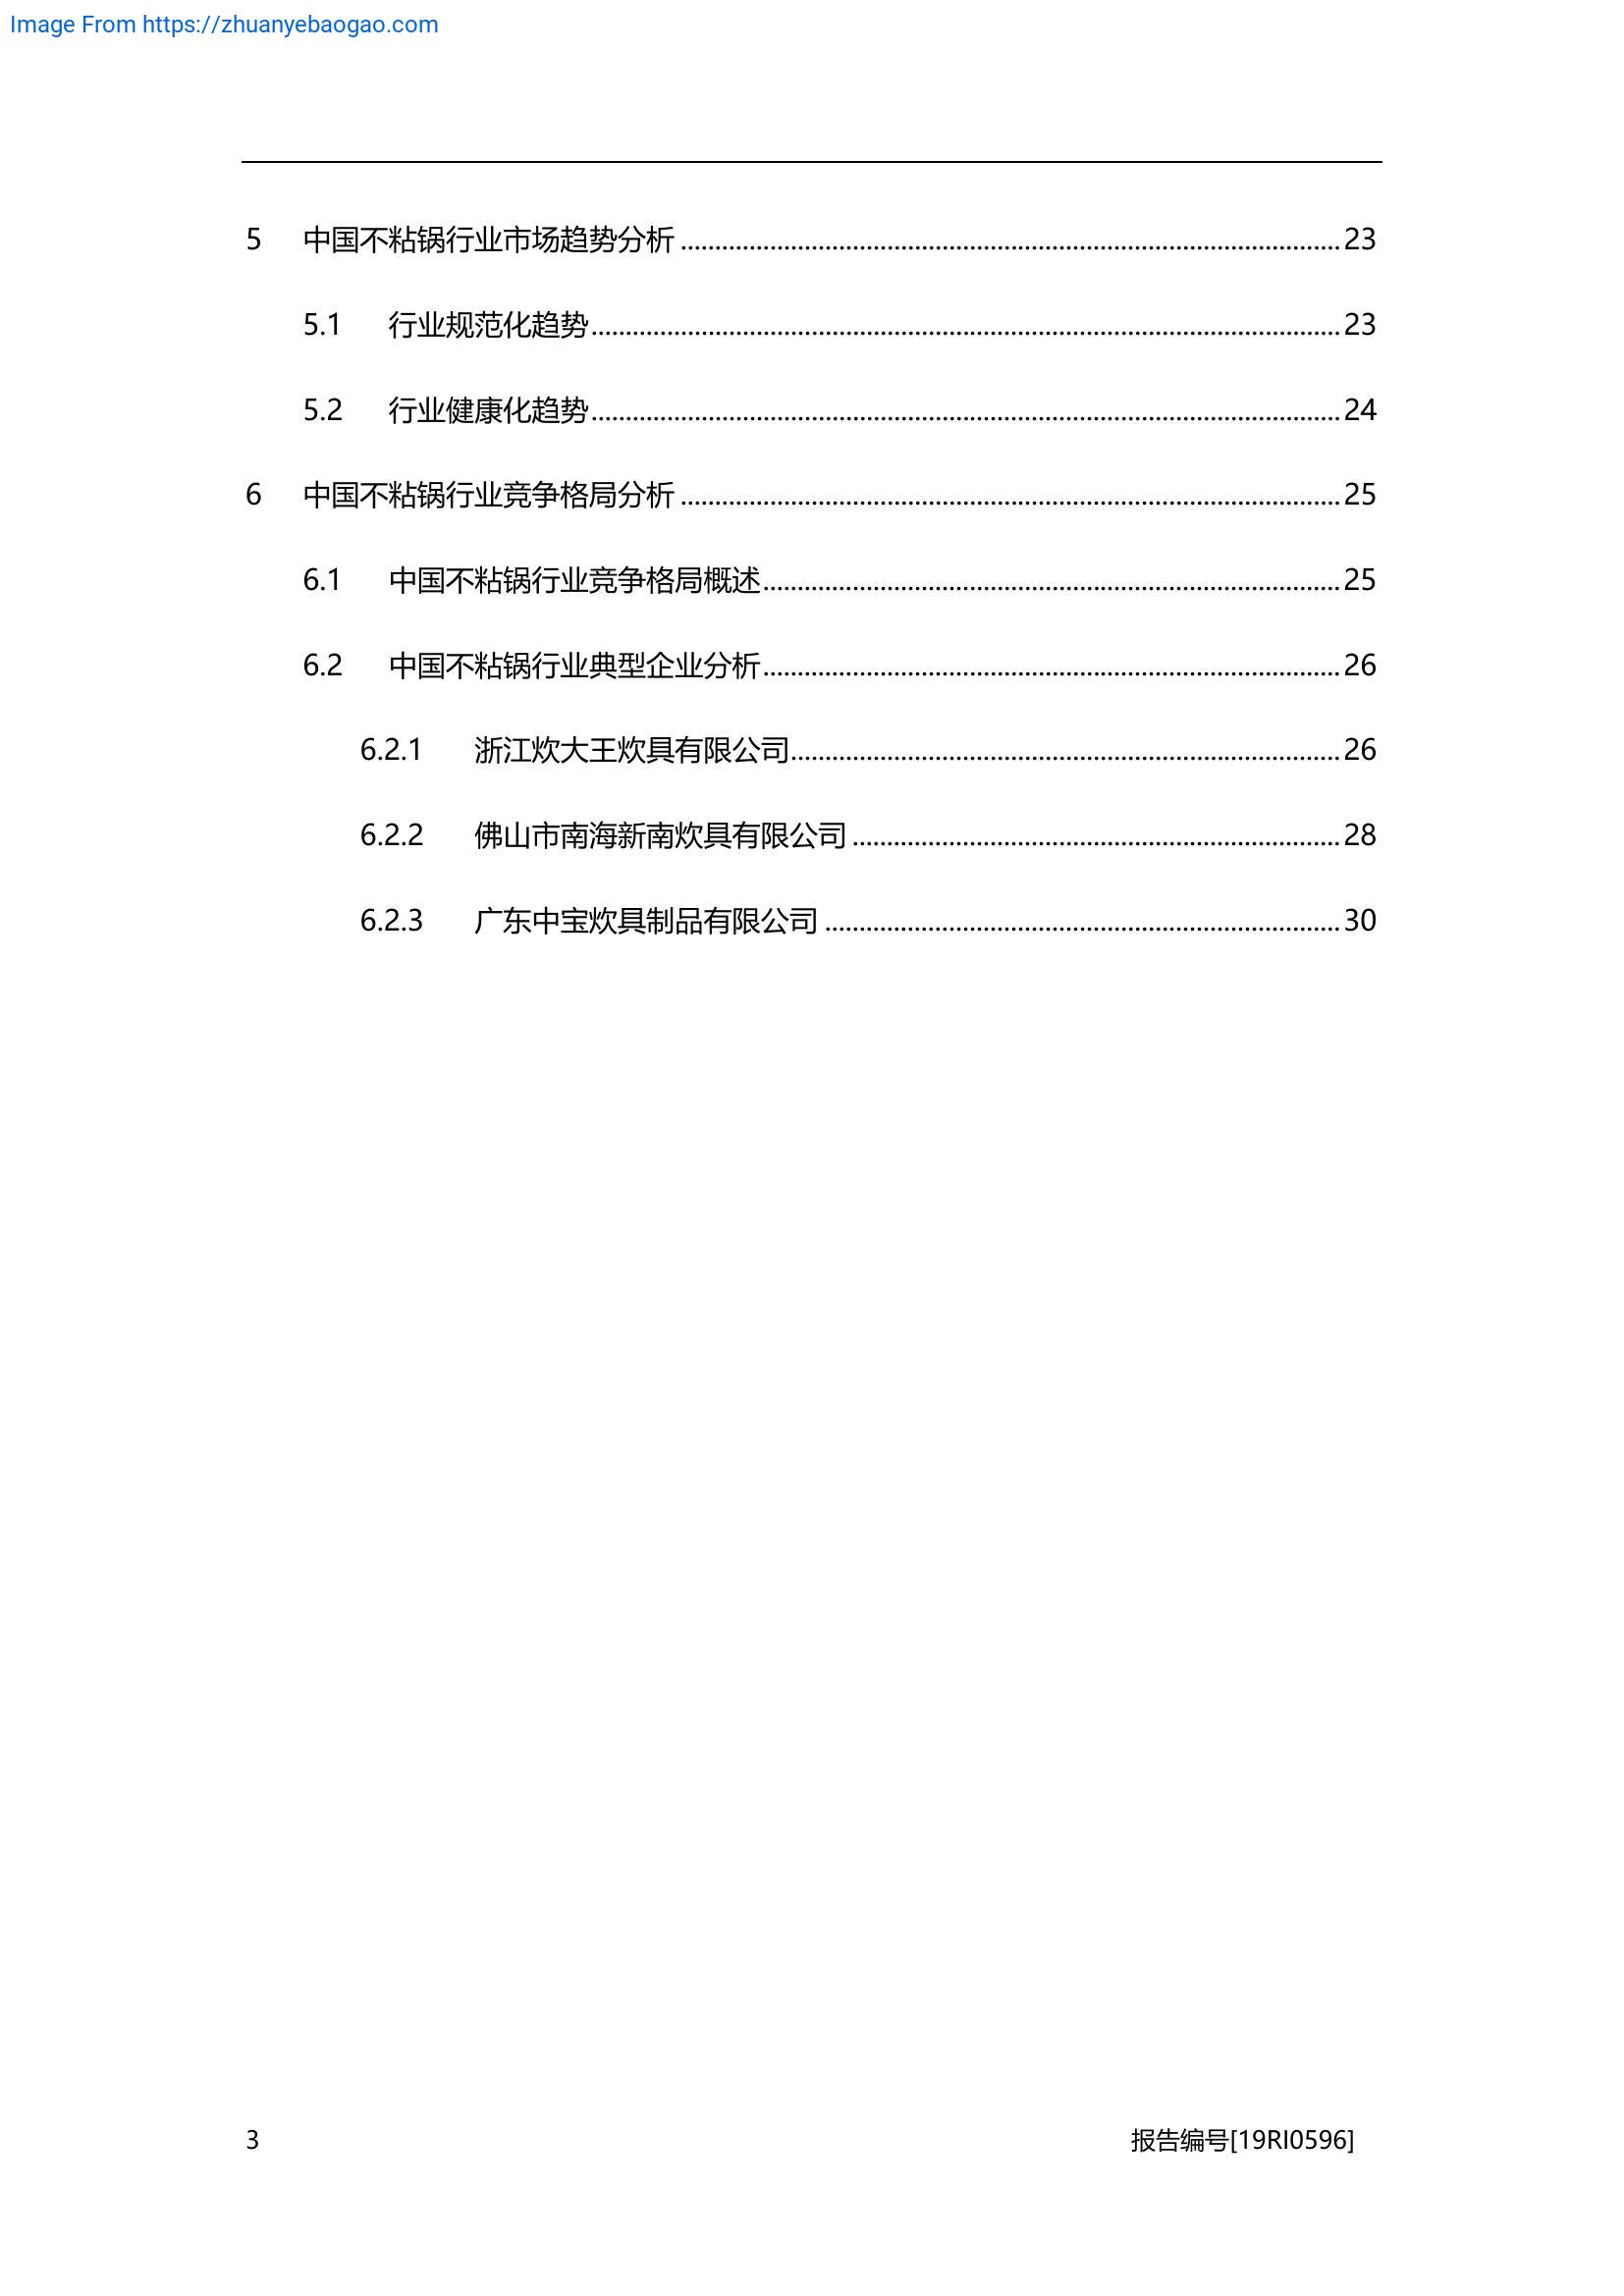 Image From https://zhuanyebaogao.com
5 中国不粘锅行业市场趋势分析 ........ 23
5.1 行业规范化趋势 ........ 23
5.2 行业健康化趋势 ........ 24
6 中国不粘锅行业竞争格局分析 ........ 25
6.1 中国不粘锅行业竞争格局概述 ........ 25
6.2 中国不粘锅行业典型企业分析 ........ 26
6.2.1 浙江炊大王炊具有限公司 ........ 26
6.2.2 佛山市南海新南炊具有限公司 ........ 28
6.2.3 广东中宝炊具制品有限公司 ........ 30
3 报告编号[19RI0596]